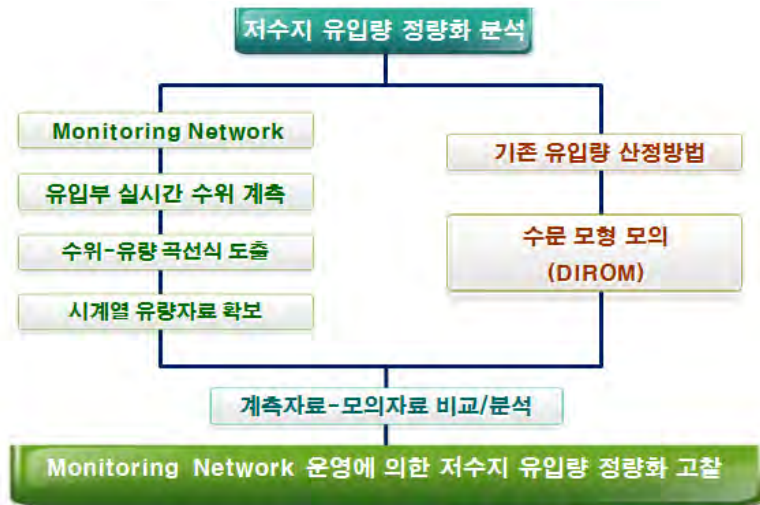 저수지 유입량 정량화 분석
Monitoring Network
유입부 실시간 수위 계측
수위-유량 곡선식 도출
시계열 유량자료 확보
기존 유입량 산정방법
수문 모형 모의
(DIROM)
계측자료-모의자료 비교/분석
Monitoring Network 운영에 의한 저수지 유입량 정량화 고찰